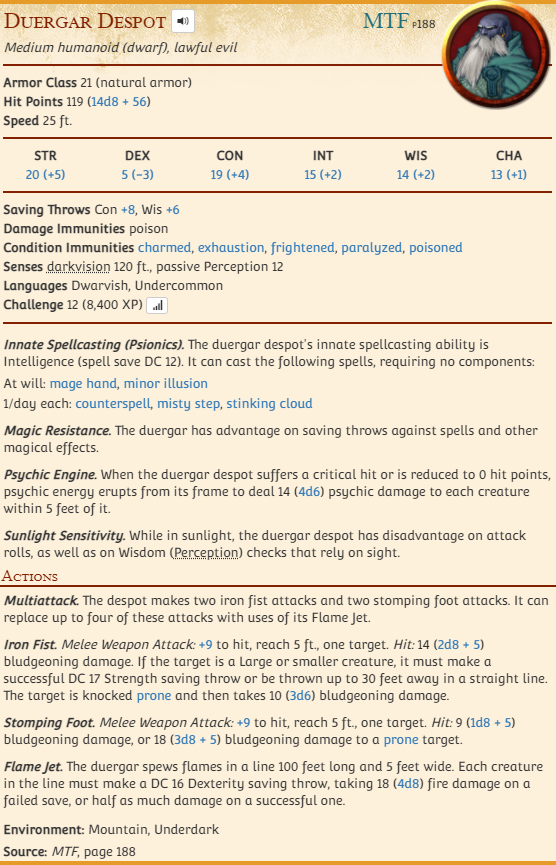 Duergar Despot MTF p188
Medium humanoid (dwarf), lawful evil
Armor Class 21 (natural armor)
Hit Points 119 (14d8 + 56)
Speed 25 ft.
STR DEX CON INT WIS CHA
20 (+5) 5 (−3) 19 (+4) 15 (+2) 14 (+2) 13 (+1)
Saving Throws Con +8, Wis +6
Damage Immunities poison
Condition Immunities charmed, exhaustion, frightened, paralyzed, poisoned
Senses darkvision 120 ft., passive Perception 12
Languages Dwarvish, Undercommon
Challenge 12 (8,400 XP)
Innate Spellcasting (Psionics). The duergar despot's innate spellcasting ability is
Intelligence (spell save DC 12). It can cast the following spells, requiring no components:
At will: mage hand, minor illusion
1/day each: counterspell, misty step, stinking cloud
Magic Resistance. The duergar has advantage on saving throws against spells and other
magical effects.
Psychic Engine. When the duergar despot suffers a critical hit or is reduced to 0 hit points,
psychic energy erupts from its frame to deal 14 (4d6) psychic damage to each creature
within 5 feet of it.
Sunlight Sensitivity. While in sunlight, the duergar despot has disadvantage on attack
rolls, as well as on Wisdom (Perception) checks that rely on sight.
Actions
Multiattack. The despot makes two iron fist attacks and two stomping foot attacks. It can
replace up to four of these attacks with uses of its Flame Jet.
Iron Fist. Melee Weapon Attack: +9 to hit, reach 5 ft., one target. Hit: 14 (2d8 + 5)
bludgeoning damage. If the target is a Large or smaller creature, it must make a
successful DC 17 Strength saving throw or be thrown up to 30 feet away in a straight line.
The target is knocked prone and then takes 10 (3d6) bludgeoning damage.
Stomping Foot. Melee Weapon Attack: +9 to hit, reach 5 ft., one target. Hit: 9 (1d8 + 5)
bludgeoning damage, or 18 (3d8 + 5) bludgeoning damage to a prone target.
Flame Jet. The duergar spews flames in a line 100 feet long and 5 feet wide. Each creature
in the line must make a DC 16 Dexterity saving throw, taking 18 (4d8) fire damage on a
failed save, or half as much damage on a successful one.
Environment: Mountain, Underdark
Source: MTF, page 188